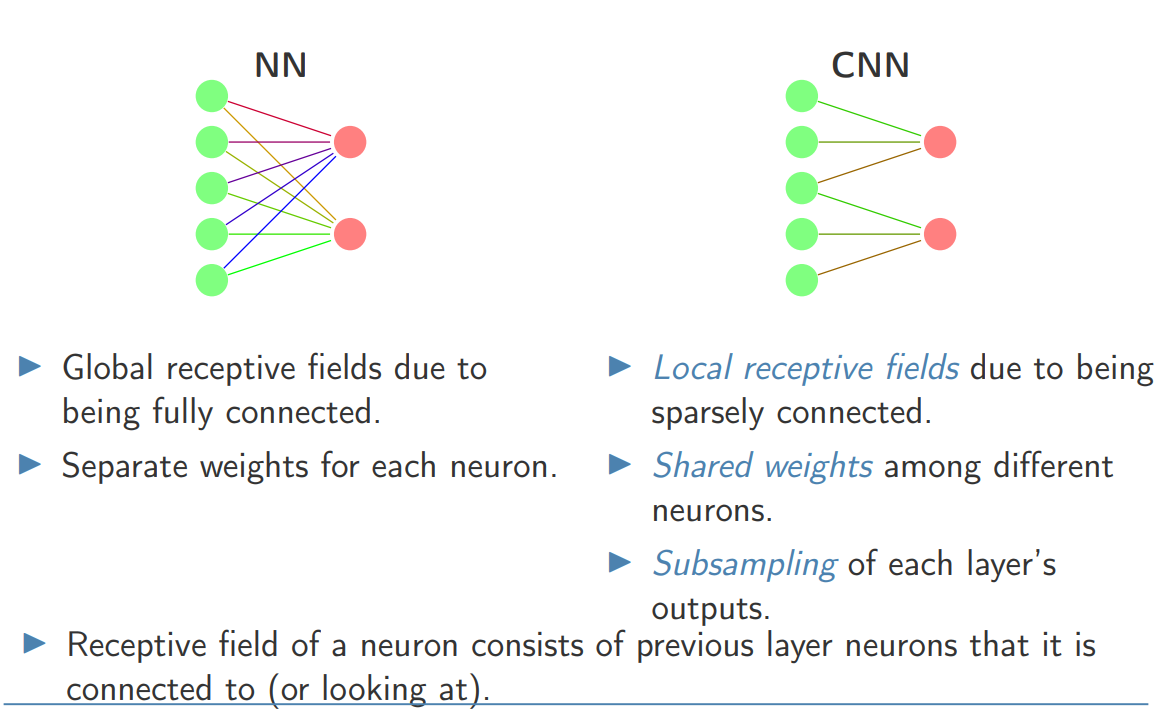 NN
Global receptive fields due to
being fully connected.
Separate weights for each neuron.
CNN
Local receptive fields due to being
sparsely connected.
Shared weights among different
neurons.
Subsampling of each layer's
outputs.
Receptive field of a neuron consists of previous layer neurons that it is
connected to (or looking at).